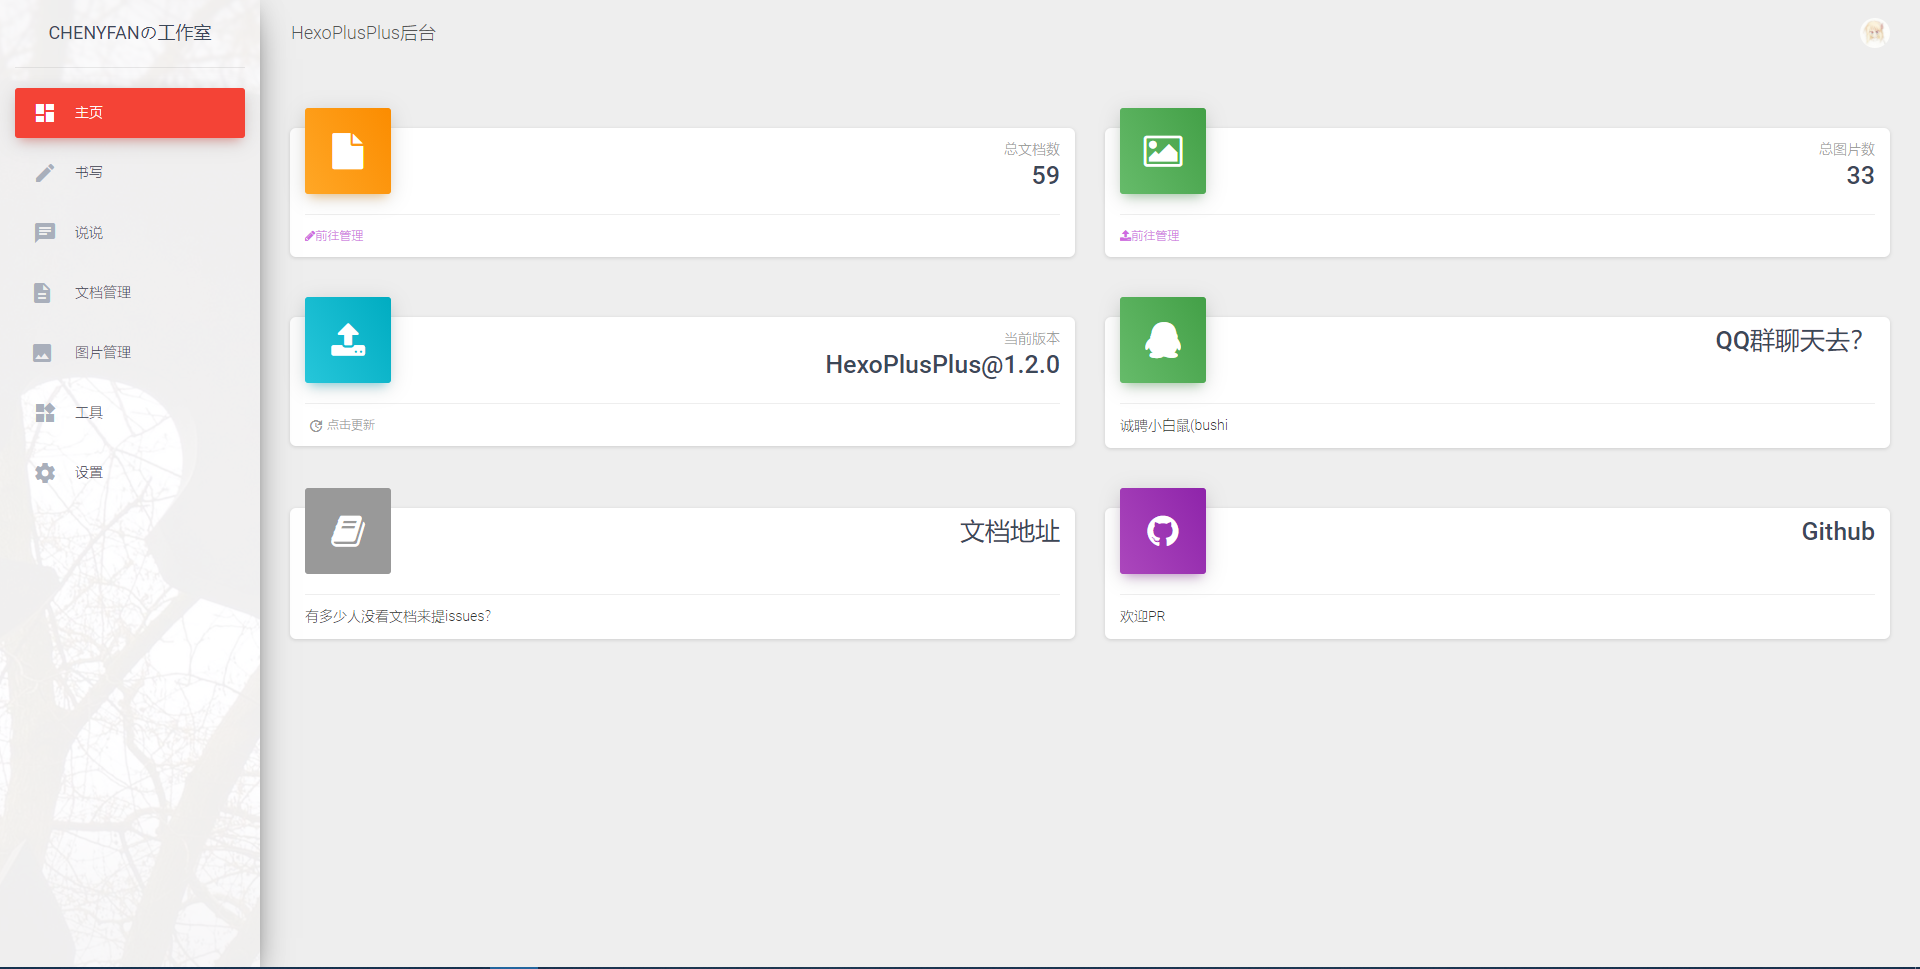 CHENYFANの工作室
主页
书写
说说
文档管理
图片管理
工具
设置
HexoPlusPlus后台
总文档数
59
前往管理
总图片数
33
前往管理
当前版本
HexoPlusPlus@1.2.0
点击更新
QQ群聊天去?
诚聘小白鼠(bushi
文档地址
有多少人没看文档来提issues?
Github
欢迎PR